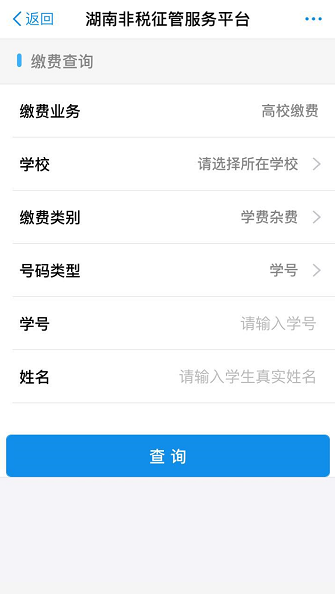 返回 湖南非税征管服务平台
缴费查询
缴费业务 高校缴费
学校 请选择所在学校
缴费类别 学费杂费
号码类型 学号
学号 请输入学号
姓名 请输入学生真实姓名
查询